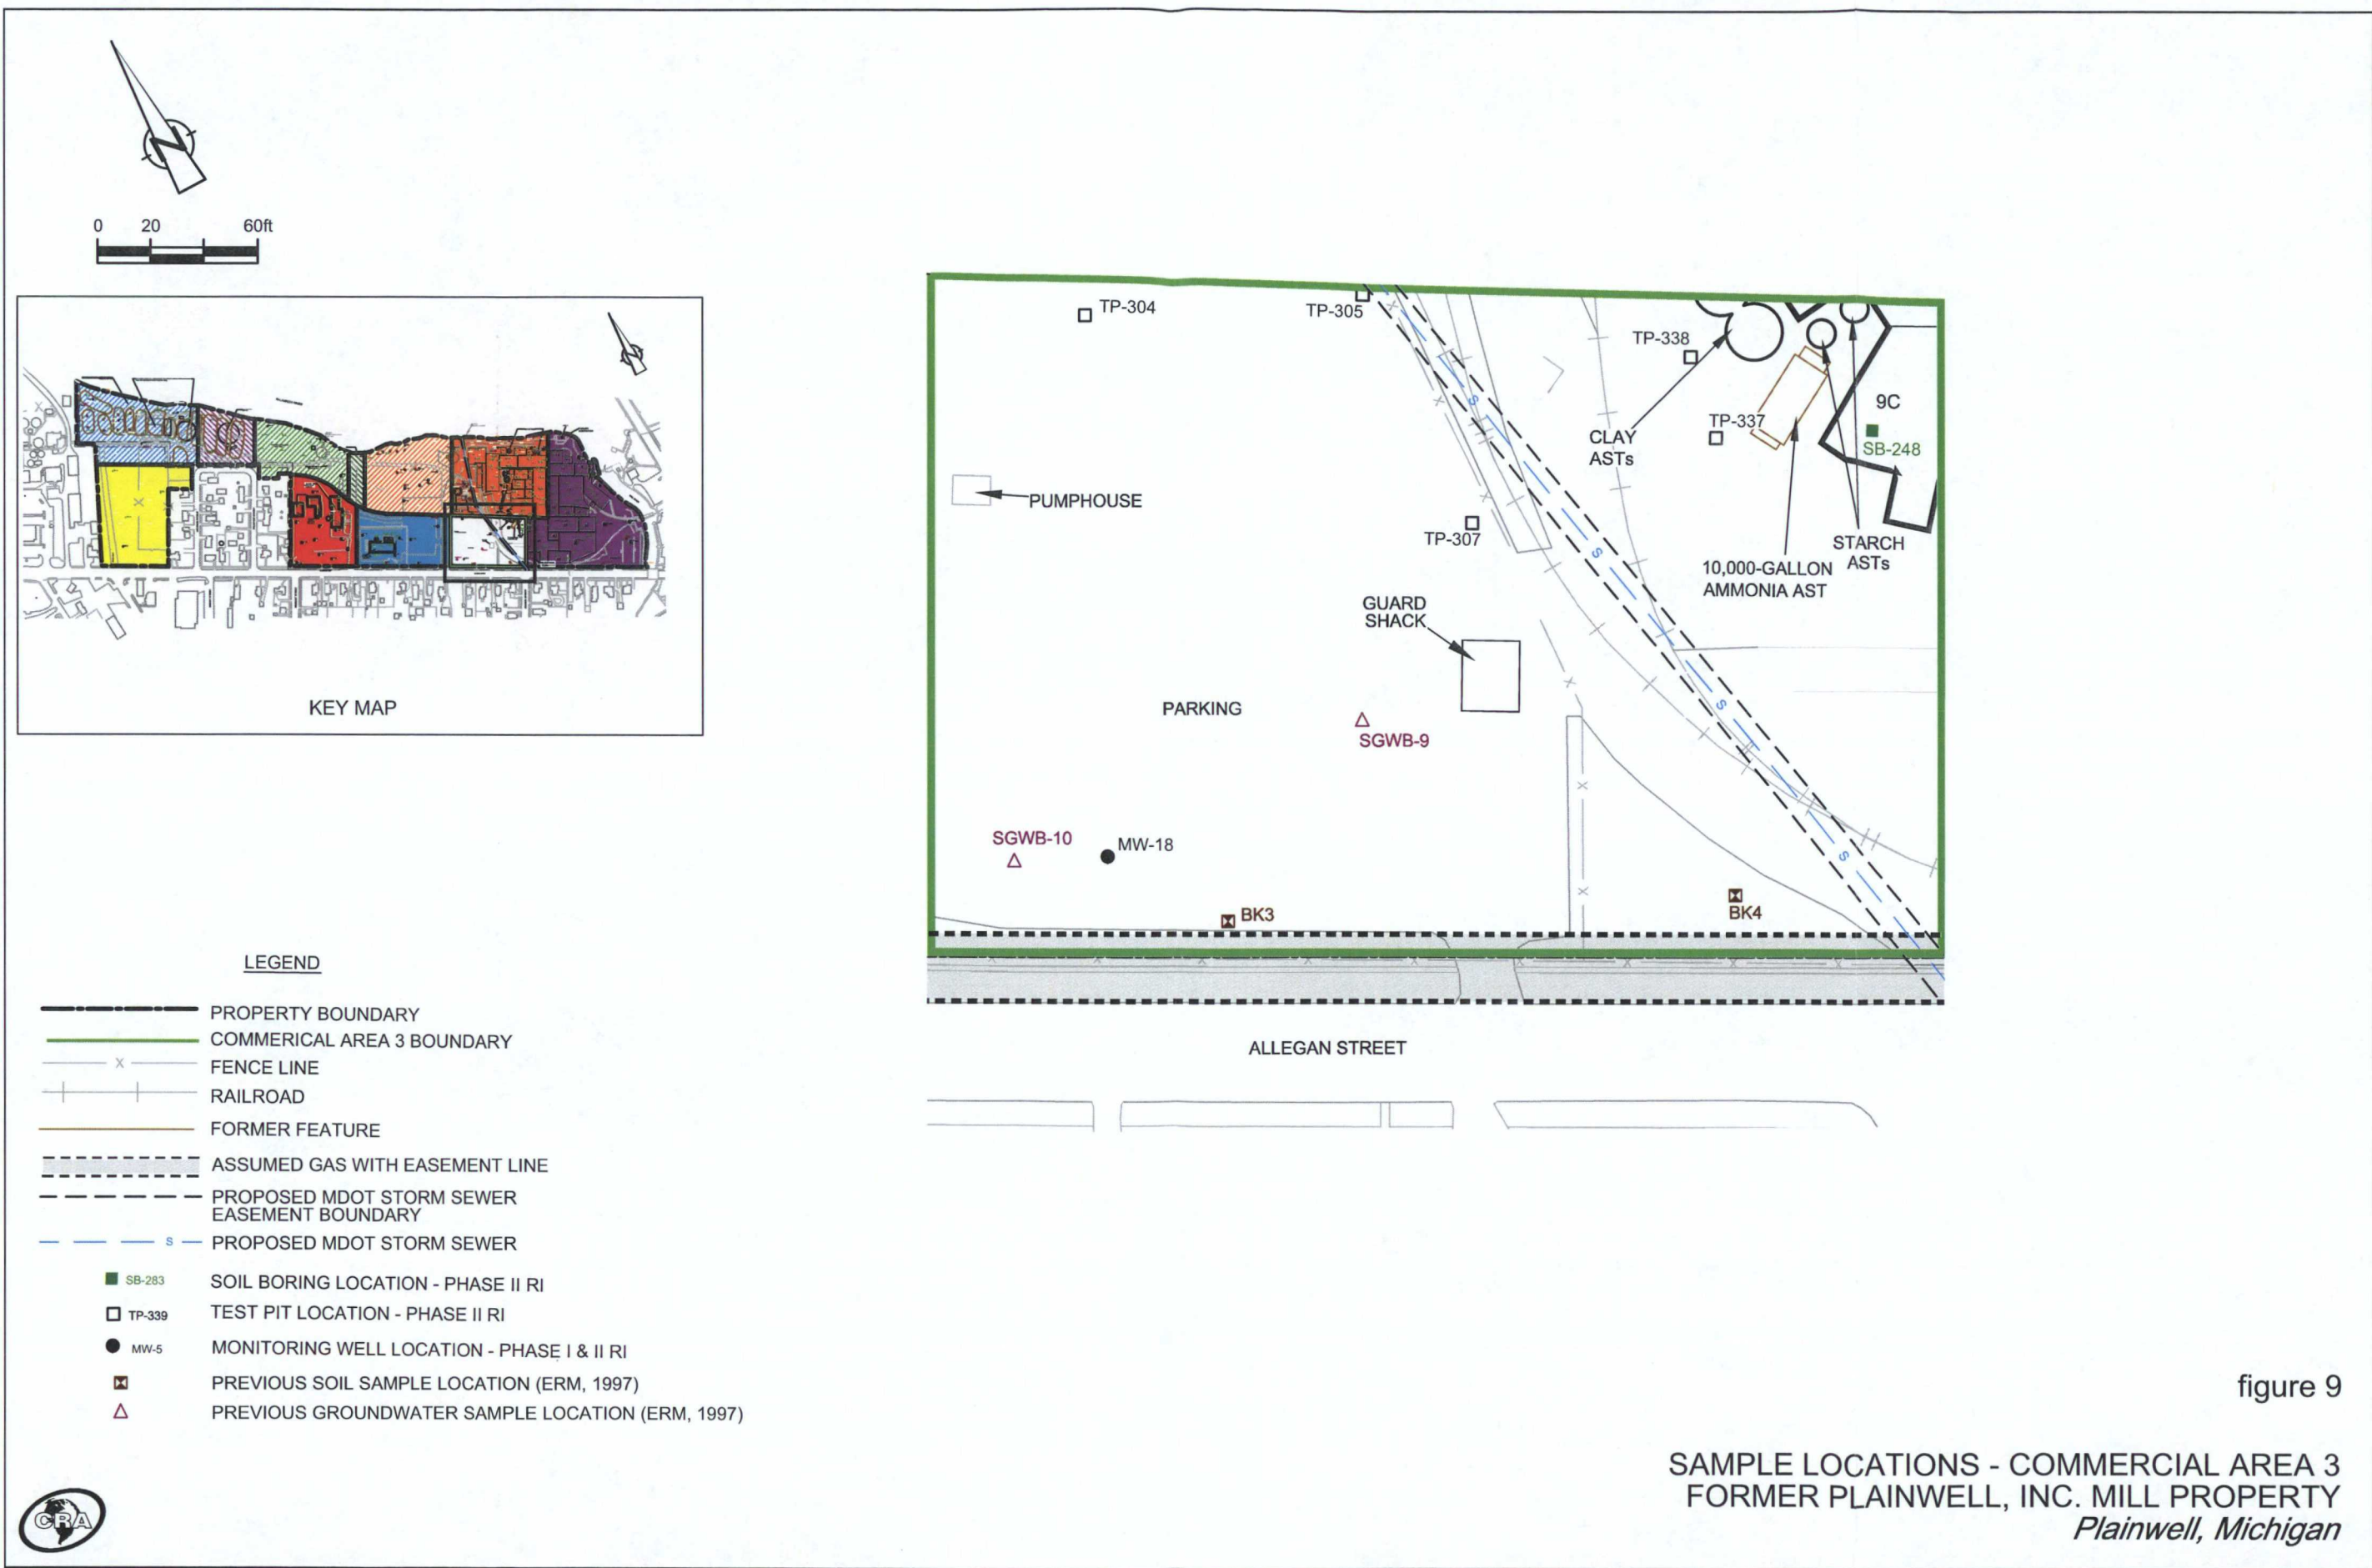 N
0 20 60ft
KEY MAP
TP-304
TP-305
TP-338
9C
TP-337
SB-248
CLAY
ASTs
PUMPHOUSE
TP-307
STARCH
ASTs
10,000-GALLON
AMMONIA AST
GUARD
SHACK
PARKING
SGWB-9
SGWB-10
MW-18
BK3
BK4
ALLEGAN STREET
LEGEND
PROPERTY BOUNDARY
COMMERICAL AREA 3 BOUNDARY
X FENCE LINE
RAILROAD
FORMER FEATURE
ASSUMED GAS WITH EASEMENT LINE
PROPOSED MDOT STORM SEWER
EASEMENT BOUNDARY
S PROPOSED MDOT STORM SEWER
SB-283 SOIL BORING LOCATION - PHASE II RI
TP-339 TEST PIT LOCATION - PHASE II RI
MW-5 MONITORING WELL LOCATION - PHASE I & II RI
PREVIOUS SOIL SAMPLE LOCATION (ERM, 1997)
PREVIOUS GROUNDWATER SAMPLE LOCATION (ERM, 1997)
CRA
figure 9
SAMPLE LOCATIONS - COMMERCIAL AREA 3
FORMER PLAINWELL, INC. MILL PROPERTY
Plainwell, Michigan